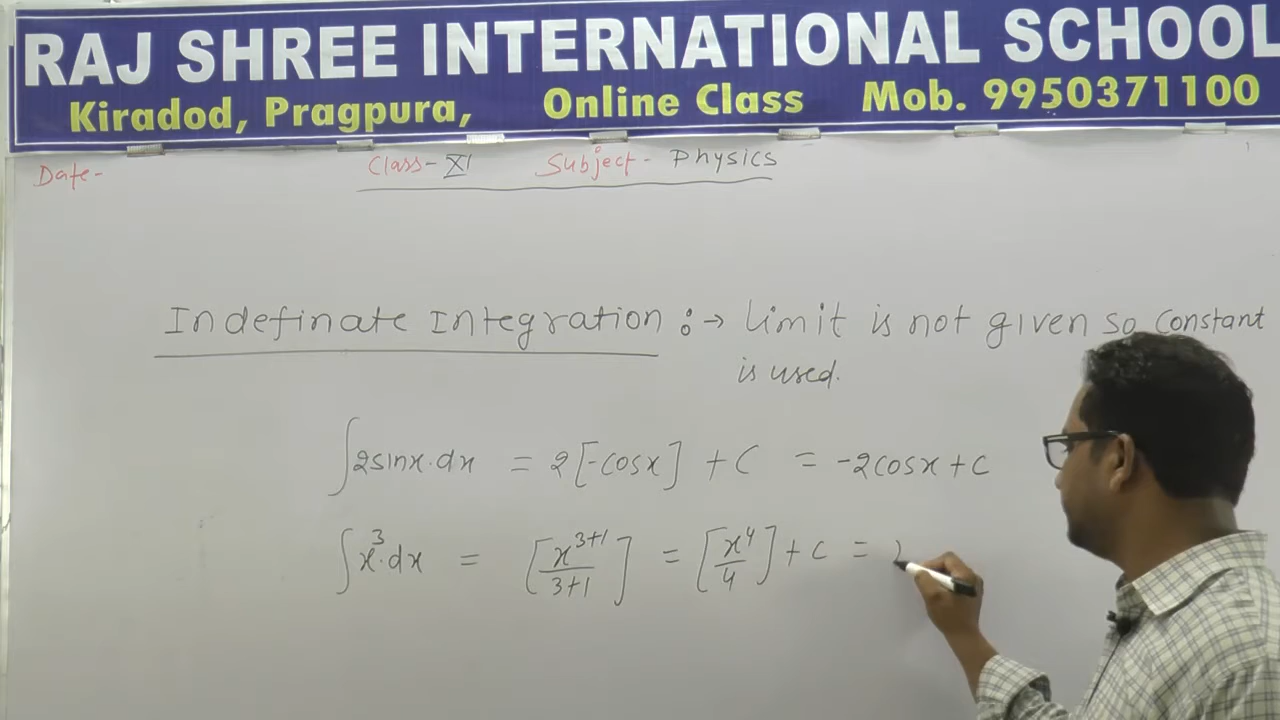 RAJ SHREE INTERNATIONAL SCHOOL
Kiradod, Pragpura, Online Class Mob. 9950371100
Date- Class- XI Subject- Physics
Indefinate Integration :→ Limit is not given so constant
is used.
∫2sinx.dx = 2[-cosx] + C = -2cosx + C
∫x³.dx = [x³⁺¹/3+1] = [x⁴/4] + C =